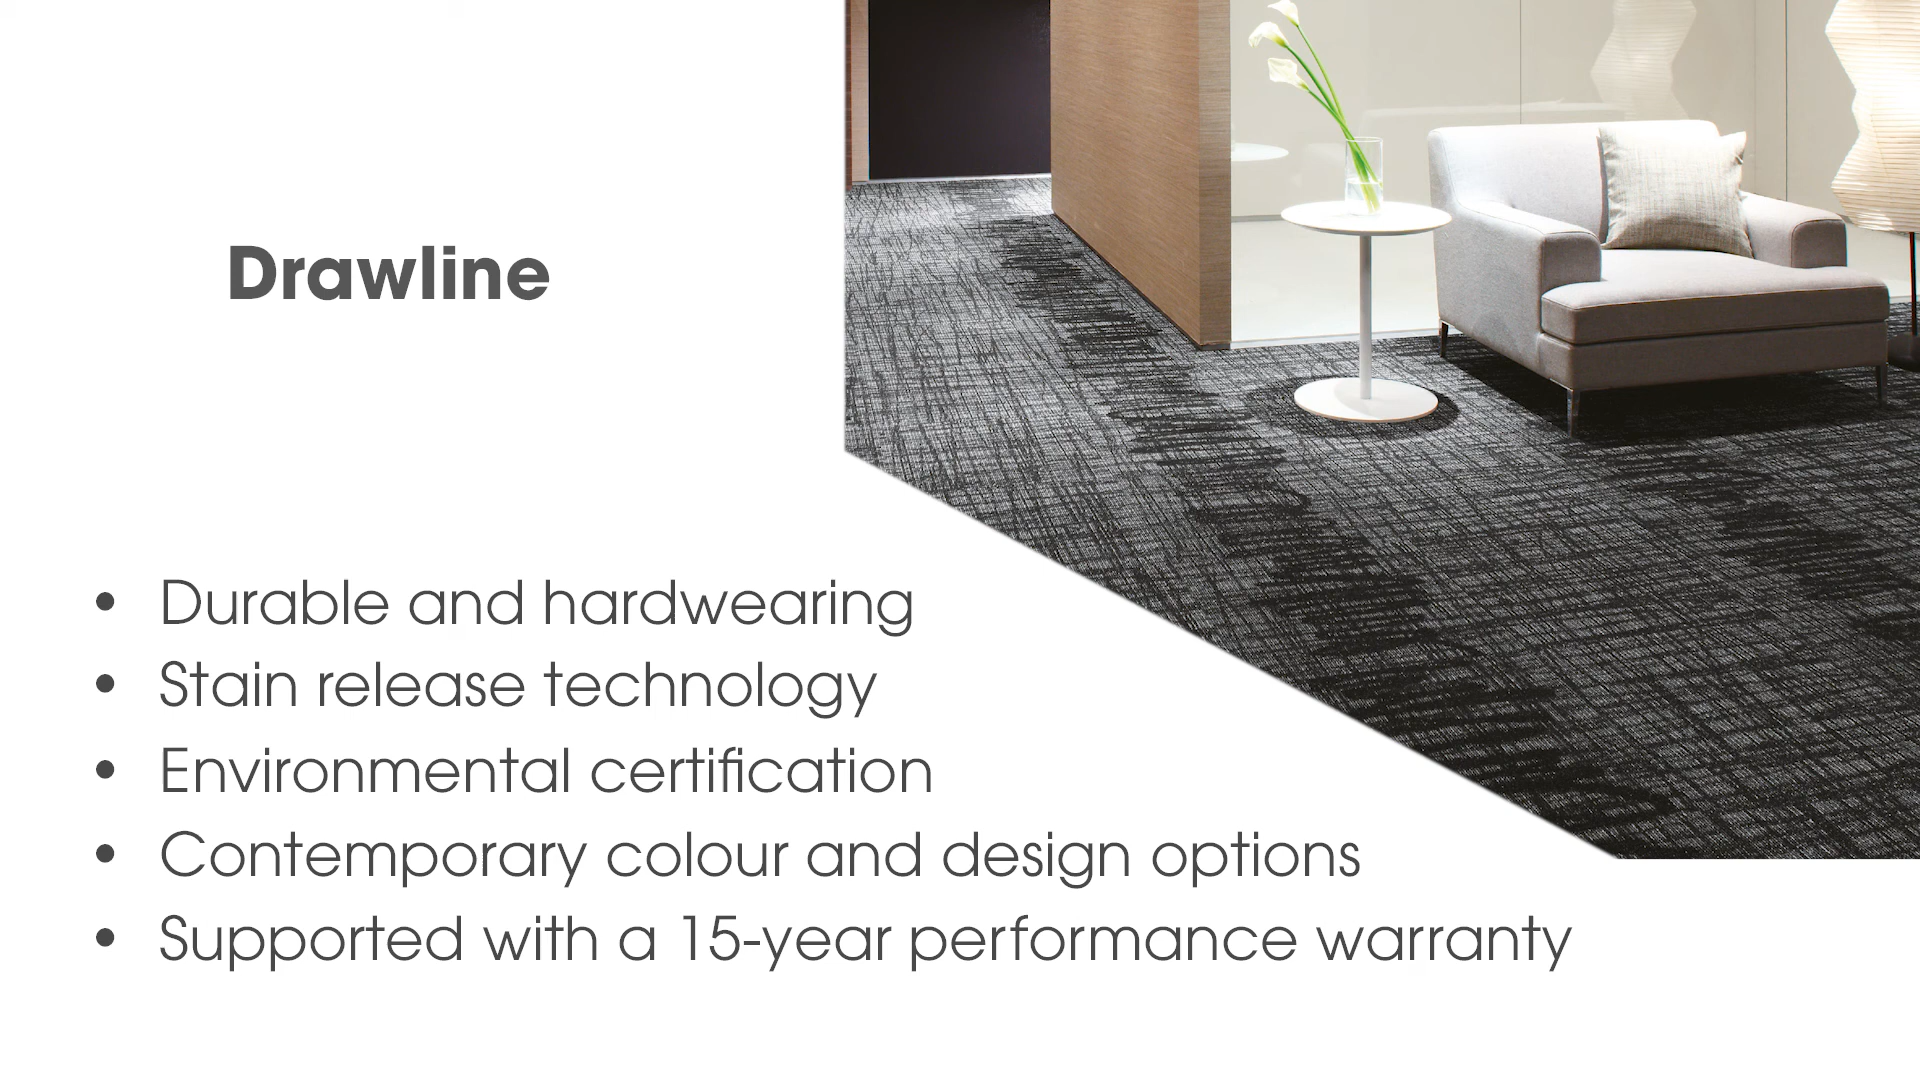 Drawline
• Durable and hardwearing
• Stain release technology
• Environmental certification
• Contemporary colour and design options
• Supported with a 15-year performance warranty